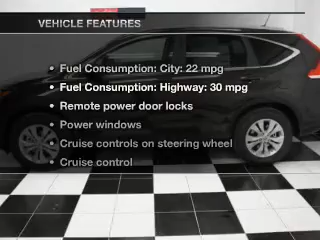 VEHICLE FEATURES
• Fuel Consumption: City: 22 mpg
• Fuel Consumption: Highway: 30 mpg
• Remote power door locks
• Power windows
• Cruise controls on steering wheel
• Cruise control